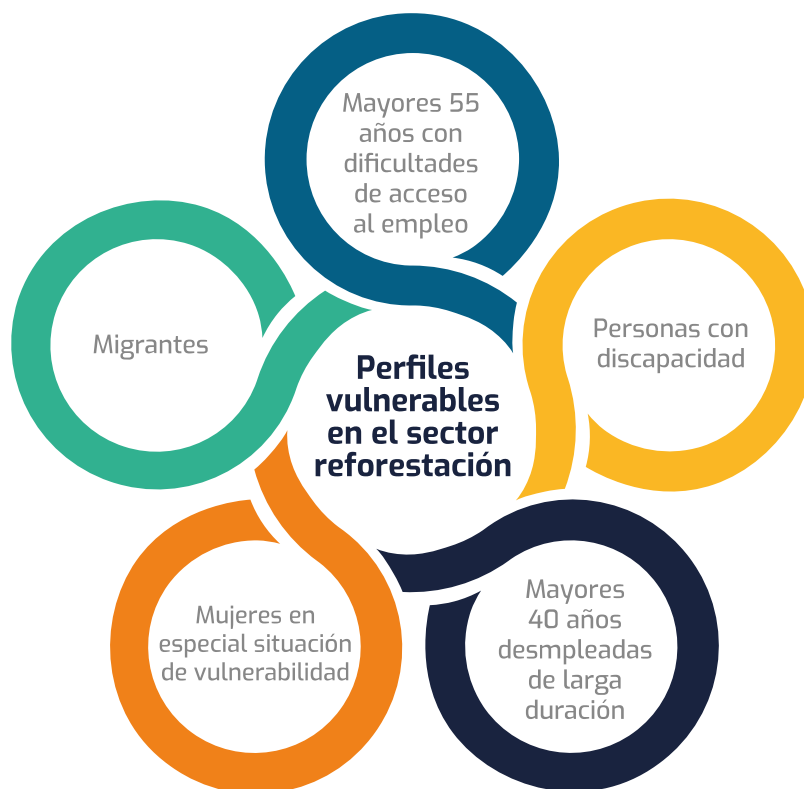 Mayores 55
años con
dificultades
de acceso
al empleo
Migrantes
Personas con
discapacidad
Perfiles
vulnerables
en el sector
reforestación
Mujeres en
especial situación
de vulnerabilidad
Mayores
40 años
desmpleadas
de larga
duración